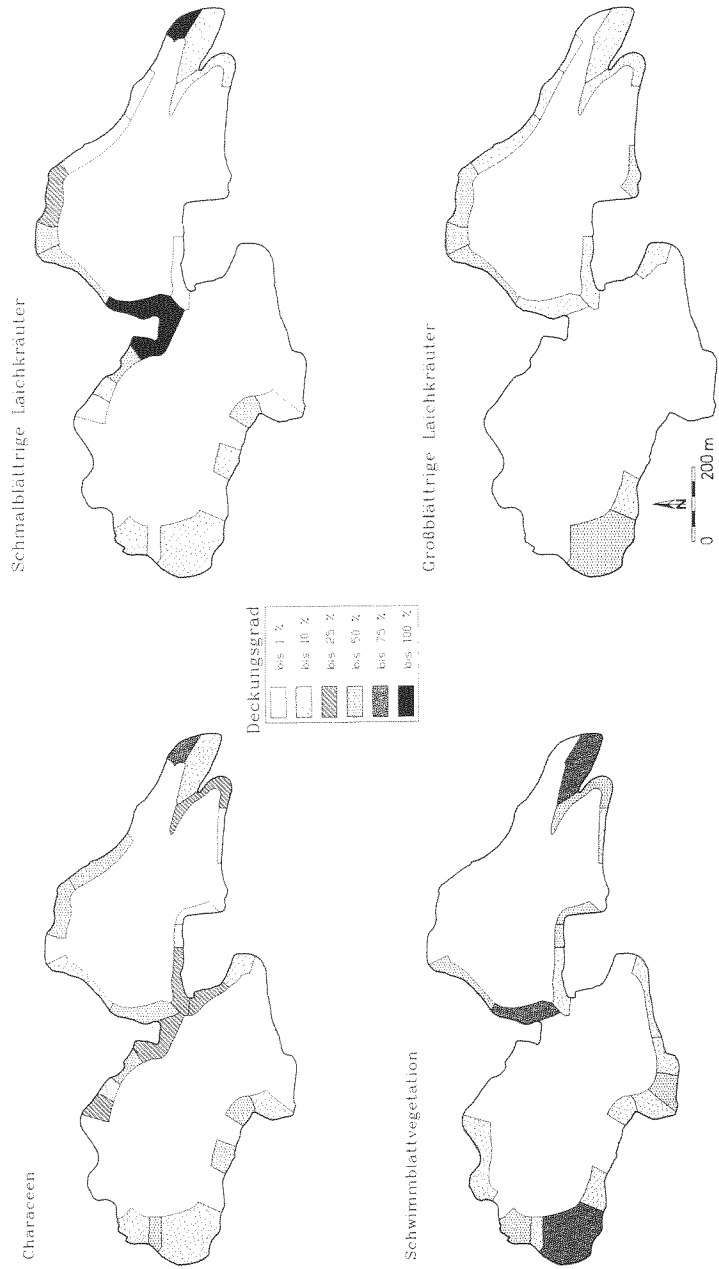 Schmalblättrige Laichkräuter
Großblättrige Laichkräuter
N
0 200 m
Deckungsgrad
bis 1 %
bis 10 %
bis 25 %
bis 50 %
bis 75 %
bis 100 %
Characeen
Schwimmblattvegetation